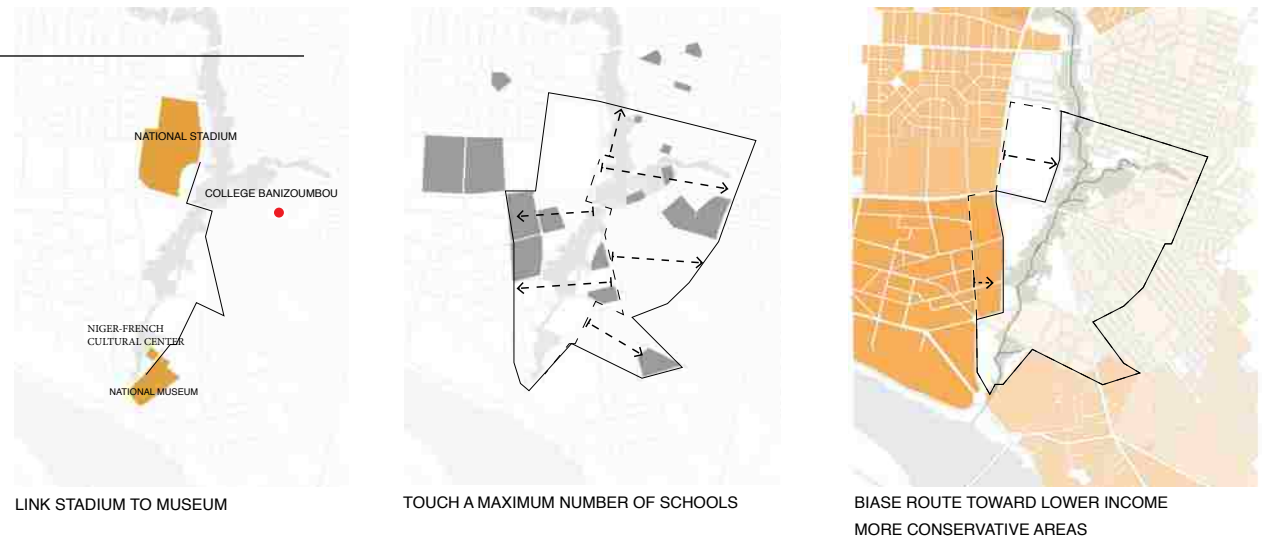 NATIONAL STADIUM
COLLEGE BANIZOUMBOU
NIGER-FRENCH
CULTURAL CENTER
NATIONAL MUSEUM
LINK STADIUM TO MUSEUM
TOUCH A MAXIMUM NUMBER OF SCHOOLS
BIASE ROUTE TOWARD LOWER INCOME
MORE CONSERVATIVE AREAS